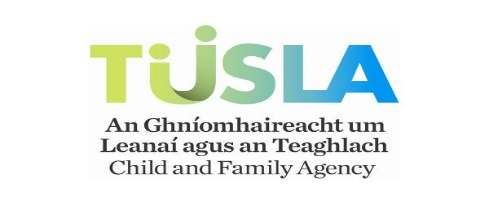 TUSLA
An Ghníomhaireacht um
Leanaí agus an Teaghlach
Child and Family Agency